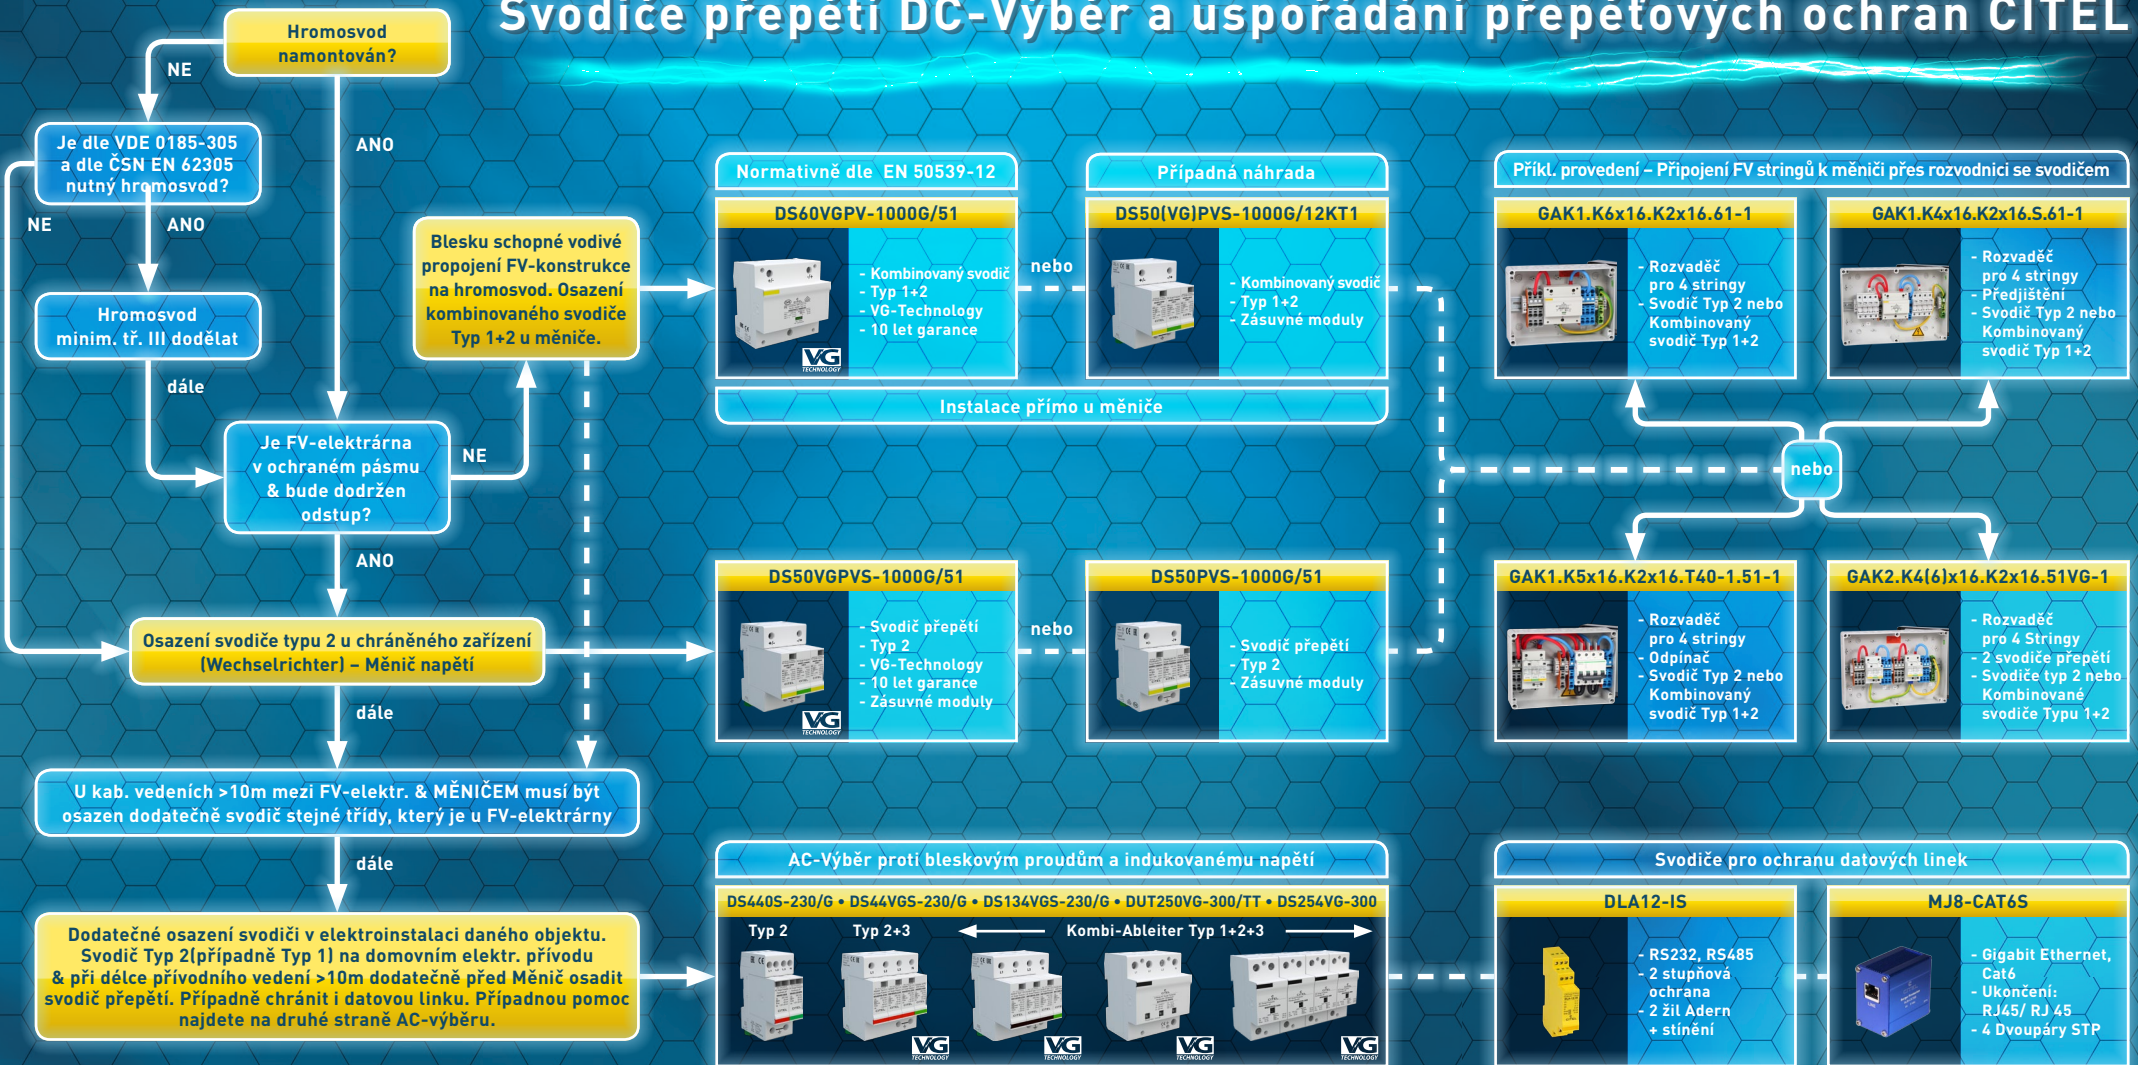 Svodiče přepětí DC-Výběr a uspořádání přepěťových ochran CITEL
Hromosvod
namontován?
NE
ANO
Je dle VDE 0185-305
a dle ČSN EN 62305
nutný hromosvod?
NE
ANO
Hromosvod
minim. tř. III dodělat
dále
Je FV-elektrárna
v ochraném pásmu
& bude dodržen
odstup?
NE
ANO
Blesku schopné vodivé
propojení FV-konstrukce
na hromosvod. Osazení
kombinovaného svodiče
Typ 1+2 u měniče.
Osazení svodiče typu 2 u chráněného zařízení
(Wechselrichter) – Měnič napětí
dále
U kab. vedeních >10m mezi FV-elektr. & MĚNIČEM musí být
osazen dodatečně svodič stejné třídy, který je u FV-elektrárny
dále
Dodatečné osazení svodiči v elektroinstalaci daného objektu.
Svodič Typ 2(případně Typ 1) na domovním elektr. přívodu
& při délce přívodního vedení >10m dodatečně před Měnič osadit
svodič přepětí. Případně chránit i datovou linku. Případnou pomoc
najdete na druhé straně AC-výběru.
Normativně dle EN 50539-12
DS60VGPV-1000G/51
- Kombinovaný svodič
- Typ 1+2
- VG-Technology
- 10 let garance
VG
TECHNOLOGY
nebo
Případná náhrada
DS50(VG)PVS-1000G/12KT1
- Kombinovaný svodič
- Typ 1+2
- Zásuvné moduly
Instalace přímo u měniče
DS50VGPVS-1000G/51
- Svodič přepětí
- Typ 2
- VG-Technology
- 10 let garance
- Zásuvné moduly
VG
TECHNOLOGY
nebo
DS50PVS-1000G/51
- Svodič přepětí
- Typ 2
- Zásuvné moduly
Příkl. provedení – Připojení FV stringů k měniči přes rozvodnici se svodičem
GAK1.K6x16.K2x16.61-1
- Rozvaděč
pro 4 stringy
- Svodič Typ 2 nebo
Kombinovaný
svodič Typ 1+2
GAK1.K4x16.K2x16.S.61-1
- Rozvaděč
pro 4 stringy
- Předjištění
- Svodič Typ 2 nebo
Kombinovaný
svodič Typ 1+2
nebo
GAK1.K5x16.K2x16.T40-1.51-1
- Rozvaděč
pro 4 stringy
- Odpínač
- Svodič Typ 2 nebo
Kombinovaný
svodič Typ 1+2
GAK2.K4(6)x16.K2x16.51VG-1
- Rozvaděč
pro 4 Stringy
- 2 svodiče přepětí
- Svodiče typ 2 nebo
Kombinované
svodiče Typu 1+2
AC-Výběr proti bleskovým proudům a indukovanému napětí
DS440S-230/G • DS44VGS-230/G • DS134VGS-230/G • DUT250VG-300/TT • DS254VG-300
Typ 2
Typ 2+3
Kombi-Ableiter Typ 1+2+3
VG
TECHNOLOGY
VG
TECHNOLOGY
VG
TECHNOLOGY
VG
TECHNOLOGY
Svodiče pro ochranu datových linek
DLA12-IS
- RS232, RS485
- 2 stupňová
ochrana
- 2 žil Adern
+ stínění
MJ8-CAT6S
- Gigabit Ethernet,
Cat6
- Ukončení:
RJ45/ RJ 45
- 4 Dvoupáry STP